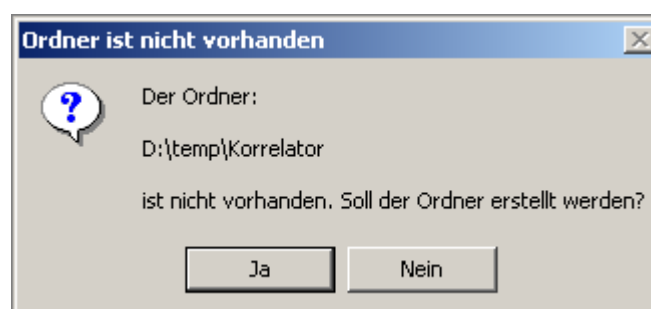 Ordner ist nicht vorhanden
Der Ordner:
D:\temp\Korrelator
ist nicht vorhanden. Soll der Ordner erstellt werden?
Ja
Nein